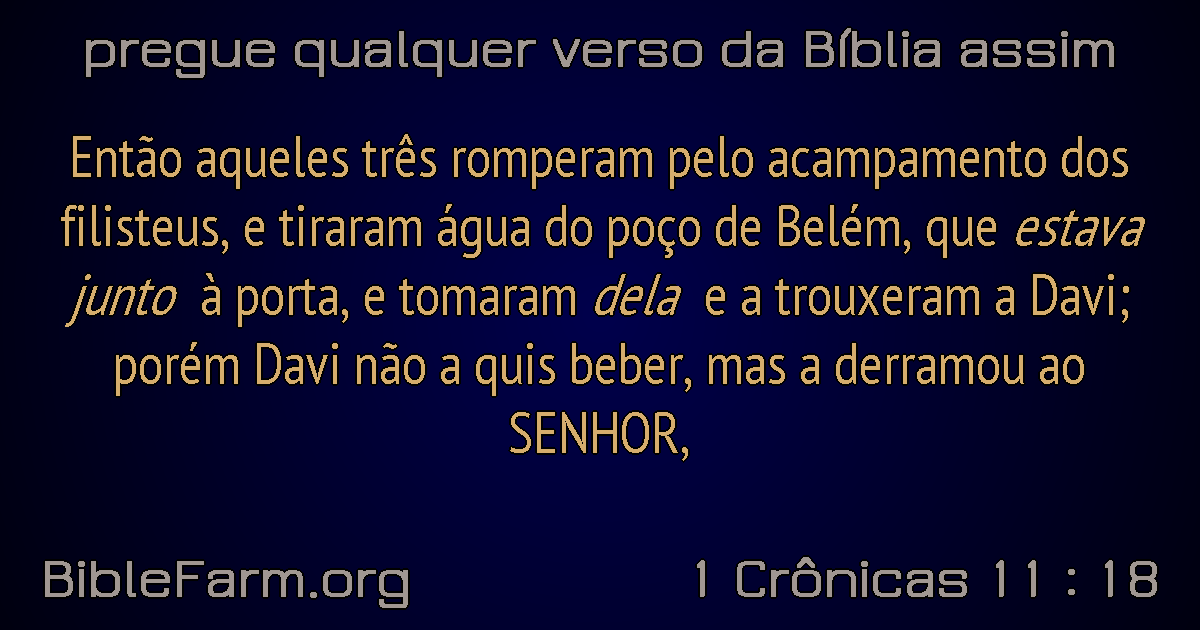 pregue qualquer verso da Bíblia assim
Então aqueles três romperam pelo acampamento dos
filisteus, e tiraram água do poço de Belém, que estava
junto à porta, e tomaram dela e a trouxeram a Davi;
porém Davi não a quis beber, mas a derramou ao
SENHOR,
BibleFarm.org
1 Crônicas 11 : 18